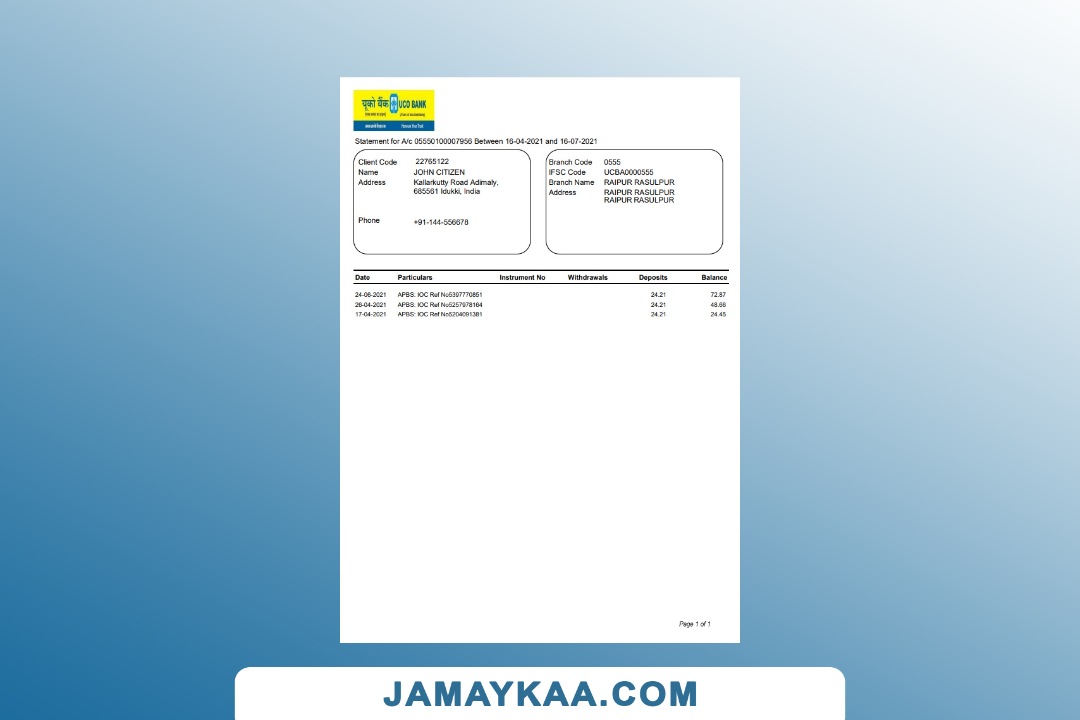 यूको बैंक UCO BANK
Statement for A/c 05550100007956 Between 16-04-2021 and 16-07-2021
Client Code 22765122
Name JOHN CITIZEN
Address Kallarkutty Road Adimaly,
685561 Idukki, India
Phone +91-144-556678
Branch Code 0555
IFSC Code UCBA0000555
Branch Name RAIPUR RASULPUR
Address RAIPUR RASULPUR
RAIPUR RASULPUR
Date Particulars Instrument No Withdrawals Deposits Balance
24-06-2021 APBS: IOC Ref No5397770851 24.21 72.87
26-04-2021 APBS: IOC Ref No5257978164 24.21 48.66
17-04-2021 APBS: IOC Ref No5204091381 24.21 24.45
Page 1 of 1
JAMAYKAA.COM